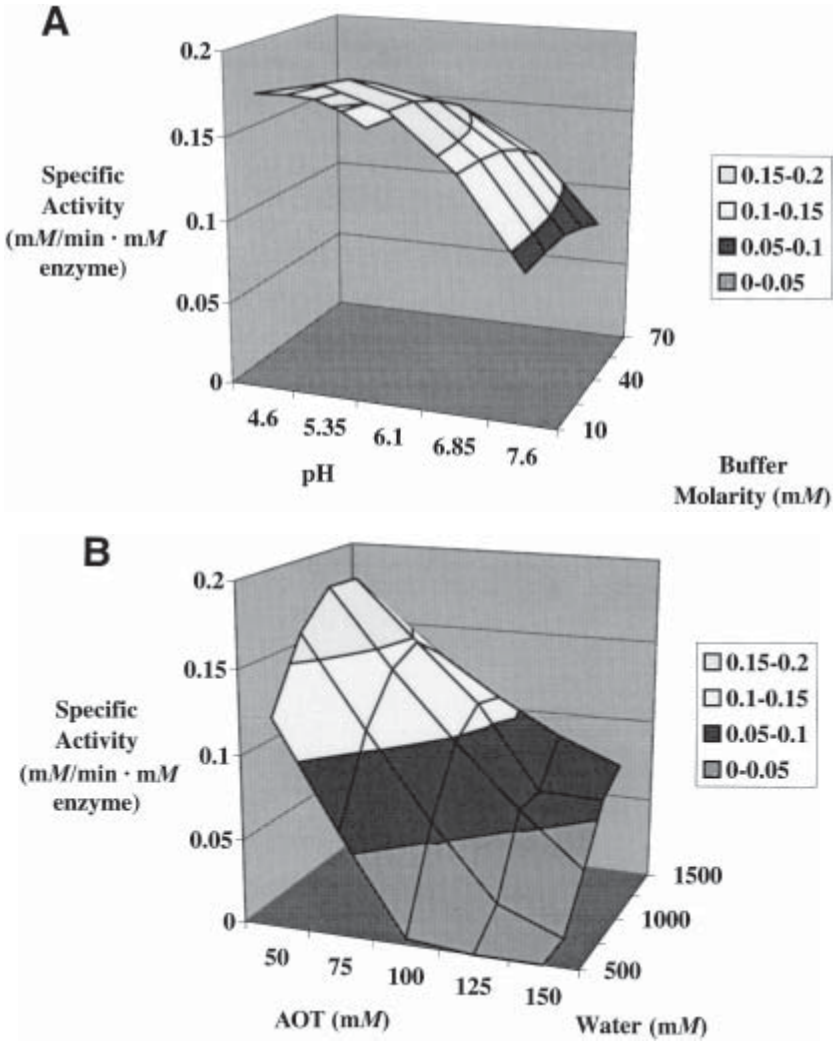 A
0.2
0.15
0.1
0.05
0
Specific
Activity
(mM/min · mM
enzyme)
4.6
5.35
6.1
6.85
7.6
pH
10
40
70
Buffer
Molarity (mM)
0.15-0.2
0.1-0.15
0.05-0.1
0-0.05
B
0.2
0.15
0.1
0.05
0
Specific
Activity
(mM/min · mM
enzyme)
50
75
100
125
150
AOT (mM)
500
1000
1500
Water (mM)
0.15-0.2
0.1-0.15
0.05-0.1
0-0.05